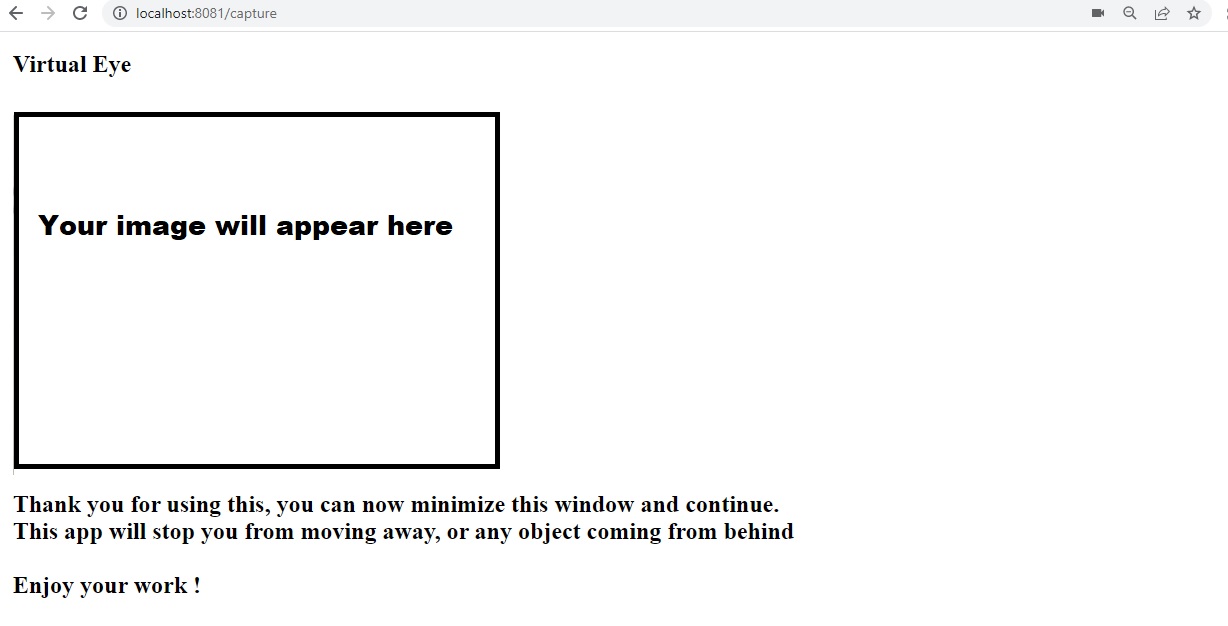 localhost:8081/capture
Virtual Eye
Your image will appear here
Thank you for using this, you can now minimize this window and continue.
This app will stop you from moving away, or any object coming from behind
Enjoy your work !